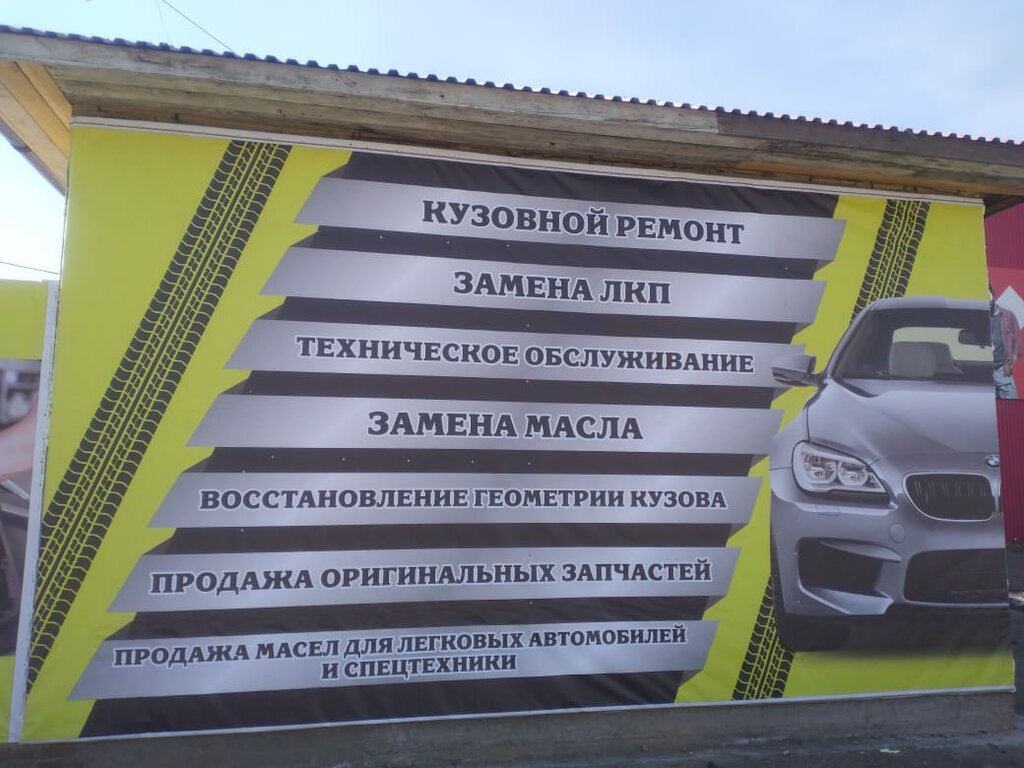 КУЗОВНОЙ РЕМОНТ
ЗАМЕНА ЛКП
ТЕХНИЧЕСКОЕ ОБСЛУЖИВАНИЕ
ЗАМЕНА МАСЛА
ВОССТАНОВЛЕНИЕ ГЕОМЕТРИИ КУЗОВА
ПРОДАЖА ОРИГИНАЛЬНЫХ ЗАПЧАСТЕЙ
ПРОДАЖА МАСЕЛ ДЛЯ ЛЕГКОВЫХ АВТОМОБИЛЕЙ
И СПЕЦТЕХНИКИ